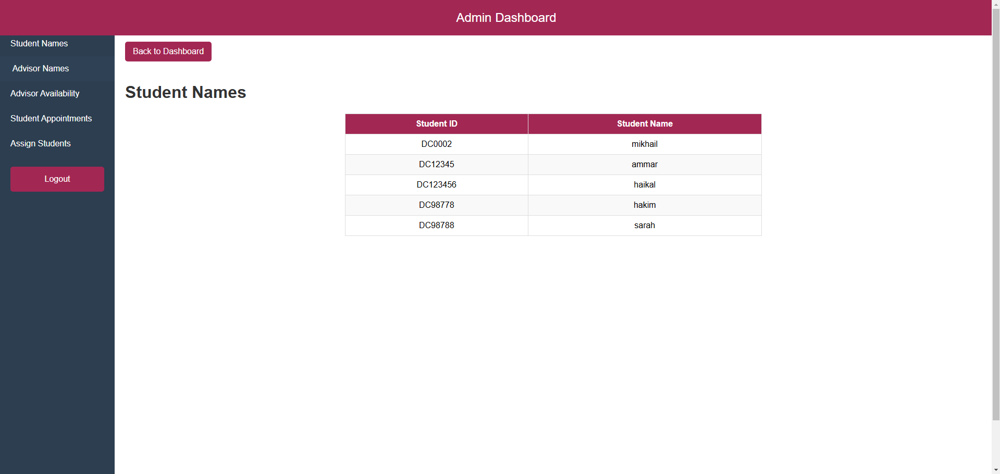 Admin Dashboard
Student Names
Advisor Names
Advisor Availability
Student Appointments
Assign Students
Logout
Back to Dashboard
Student Names
Student ID Student Name
DC0002 mikhail
DC12345 ammar
DC123456 haikal
DC98778 hakim
DC98788 sarah